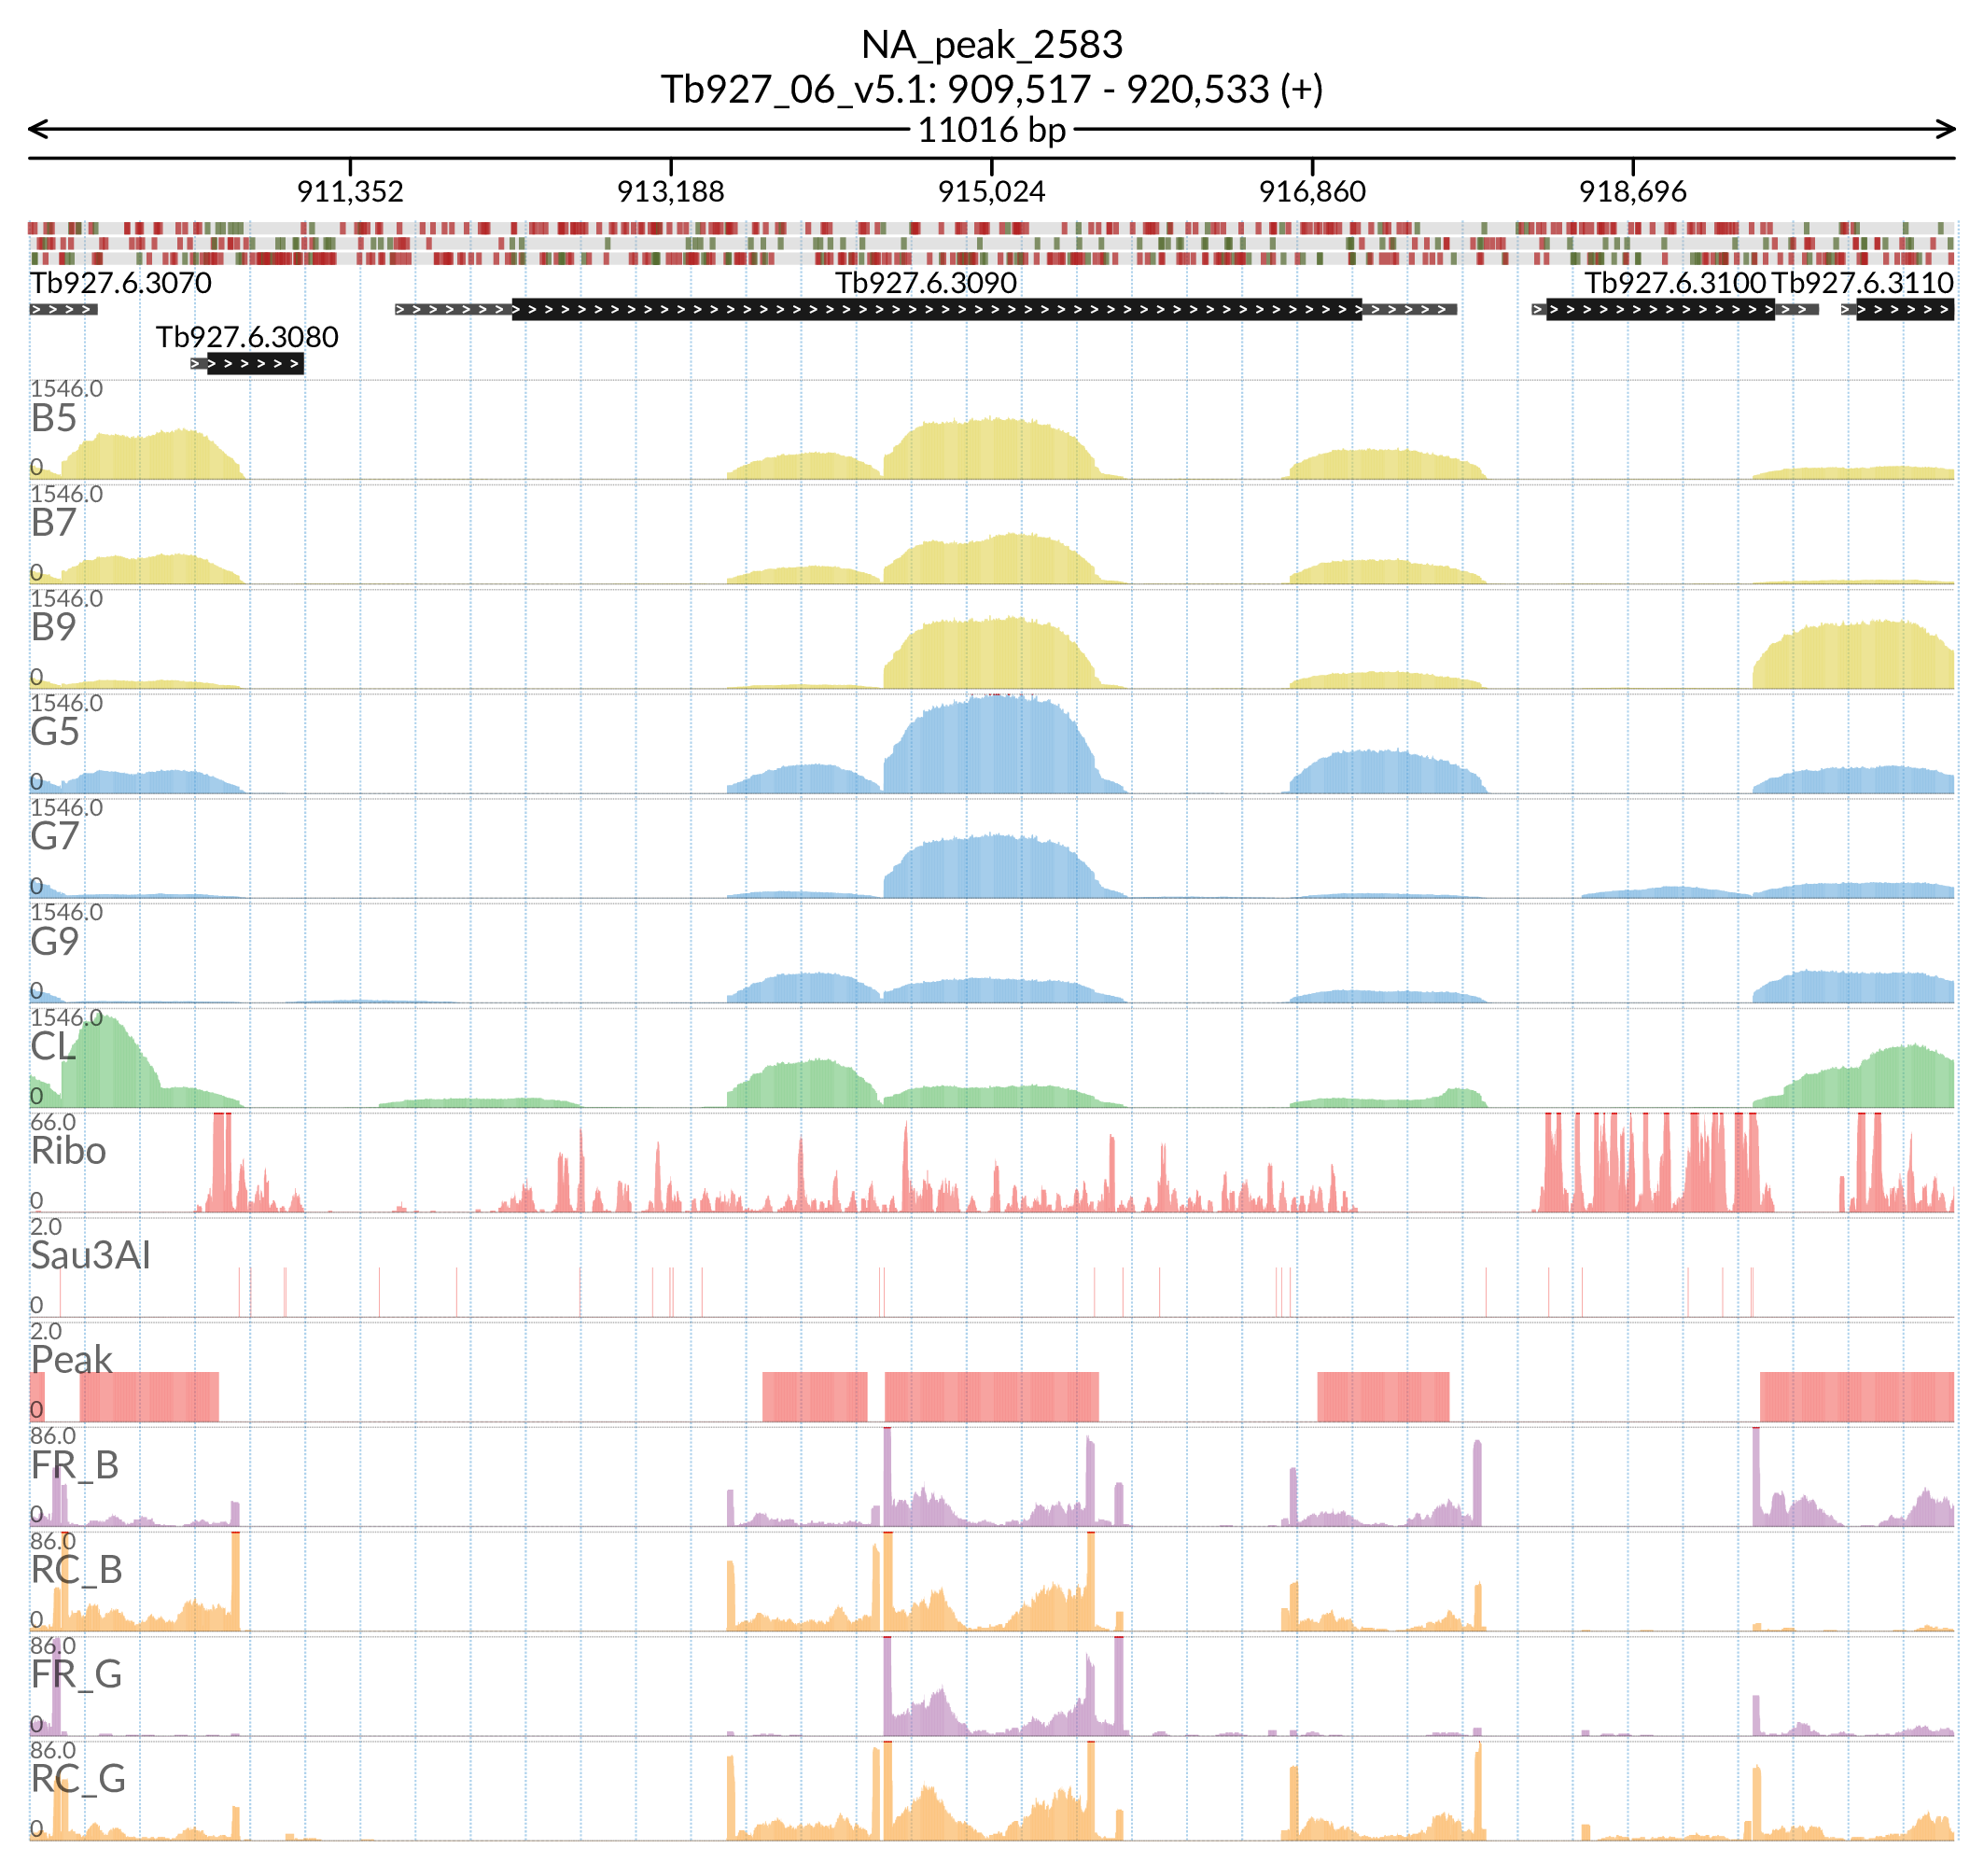 NA_peak_2583
Tb927_06_v5.1: 909,517 - 920,533 (+)
11016 bp
911,352 913,188 915,024 916,860 918,696
Tb927.6.3070 Tb927.6.3090 Tb927.6.3100 Tb927.6.3110
Tb927.6.3080
1546.0
B5
0
1546.0
B7
0
1546.0
B9
0
1546.0
G5
0
1546.0
G7
0
1546.0
G9
0
1546.0
CL
0
66.0
Ribo
0
2.0
Sau3AI
0
2.0
Peak
0
86.0
FR_B
0
86.0
RC_B
0
86.0
FR_G
0
86.0
RC_G
0